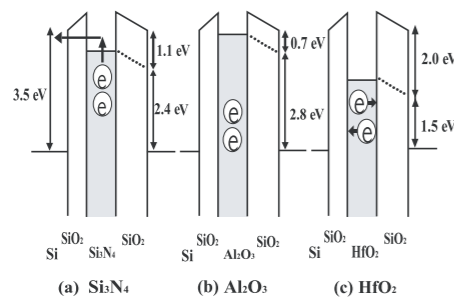 1.1 eV
3.5 eV
2.4 eV
e
e
SiO₂
SiO₂
Si
Si₃N₄
(a) Si₃N₄
0.7 eV
2.8 eV
e
e
SiO₂
SiO₂
Si
Al₂O₃
(b) Al₂O₃
2.0 eV
1.5 eV
e
e
SiO₂
SiO₂
Si
HfO₂
(c) HfO₂